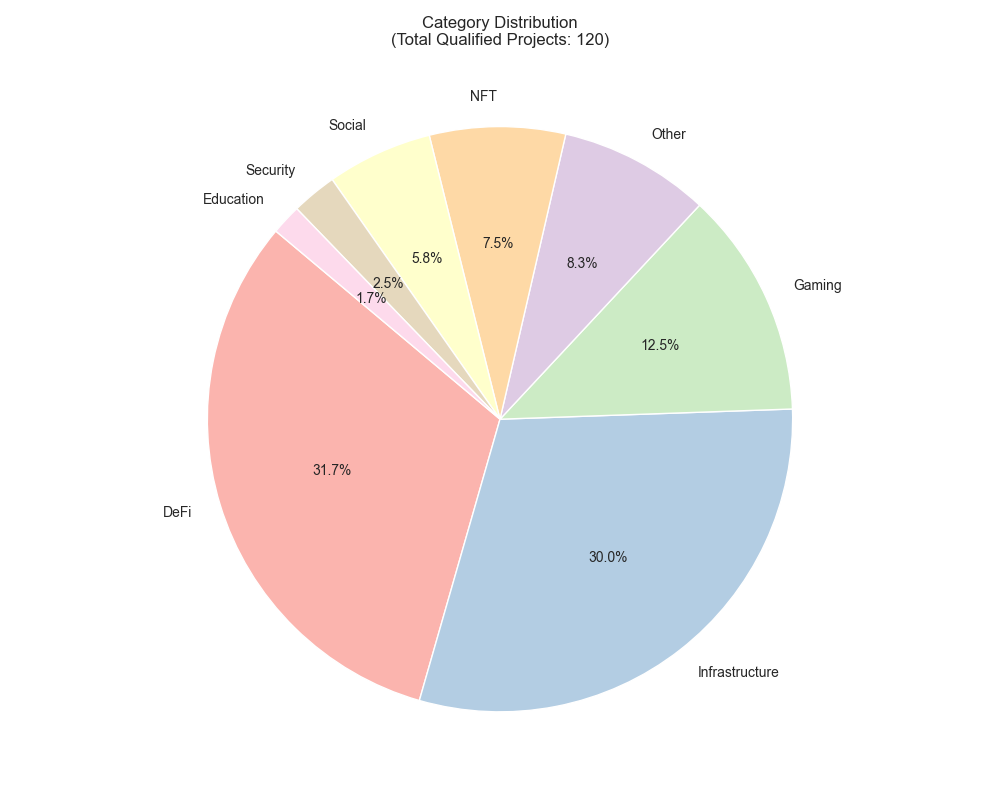 Category Distribution
(Total Qualified Projects: 120)
NFT
Social
Other
Security
Education
7.5%
5.8%
8.3%
2.5%
1.7%
Gaming
12.5%
31.7%
DeFi
30.0%
Infrastructure